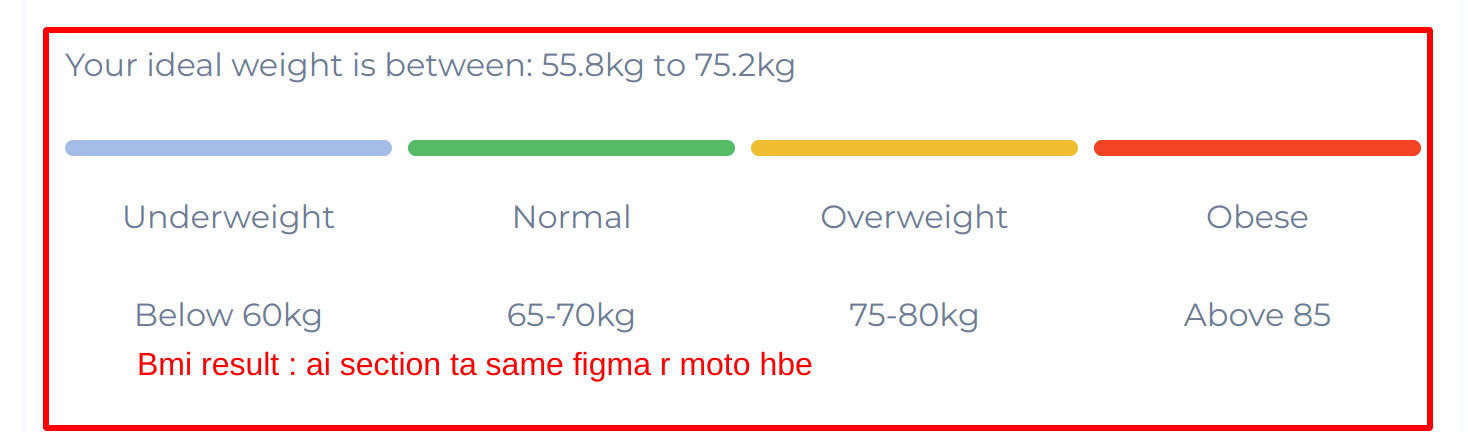 Your ideal weight is between: 55.8kg to 75.2kg
Underweight Normal Overweight Obese
Below 60kg 65-70kg 75-80kg Above 85
Bmi result : ai section ta same figma r moto hbe